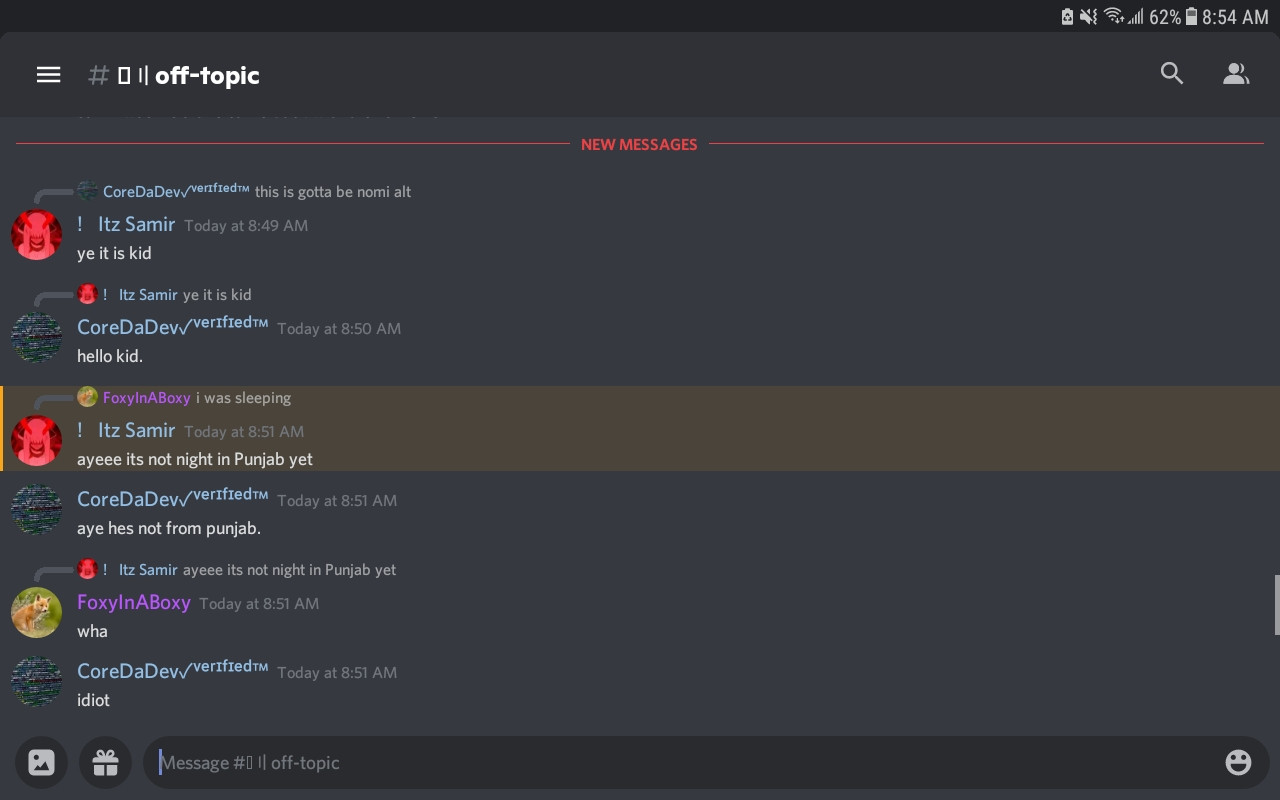 62% 8:54 AM
# 〢 off-topic
NEW MESSAGES
CoreDaDev✓ᵛᵉʳᴵᶠᴵᵉᵈᵀᴹ this is gotta be nomi alt
! Itz Samir Today at 8:49 AM
ye it is kid
! Itz Samir ye it is kid
CoreDaDev✓ᵛᵉʳᴵᶠᴵᵉᵈᵀᴹ Today at 8:50 AM
hello kid.
FoxyInABoxy i was sleeping
! Itz Samir Today at 8:51 AM
ayeee its not night in Punjab yet
CoreDaDev✓ᵛᵉʳᴵᶠᴵᵉᵈᵀᴹ Today at 8:51 AM
aye hes not from punjab.
! Itz Samir ayeee its not night in Punjab yet
FoxyInABoxy Today at 8:51 AM
wha
CoreDaDev✓ᵛᵉʳᴵᶠᴵᵉᵈᵀᴹ Today at 8:51 AM
idiot
Message #〢 off-topic